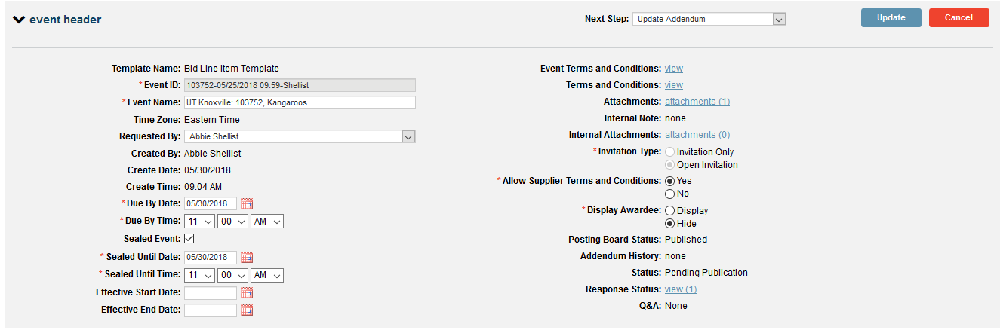 event header
Next Step: Update Addendum
Update
Cancel
Template Name: Bid Line Item Template
* Event ID: 103752-05/25/2018 09:59-Shellist
* Event Name: UT Knoxville: 103752, Kangaroos
Time Zone: Eastern Time
Requested By: Abbie Shellist
Created By: Abbie Shellist
Create Date: 05/30/2018
Create Time: 09:04 AM
* Due By Date: 05/30/2018
* Due By Time: 11 00 AM
Sealed Event:
* Sealed Until Date: 05/30/2018
* Sealed Until Time: 11 00 AM
Effective Start Date:
Effective End Date:
Event Terms and Conditions: view
Terms and Conditions: view
Attachments: attachments (1)
Internal Note: none
Internal Attachments: attachments (0)
* Invitation Type: Invitation Only
Open Invitation
* Allow Supplier Terms and Conditions: Yes
No
* Display Awardee: Display
Hide
Posting Board Status: Published
Addendum History: none
Status: Pending Publication
Response Status: view (1)
Q&A: None